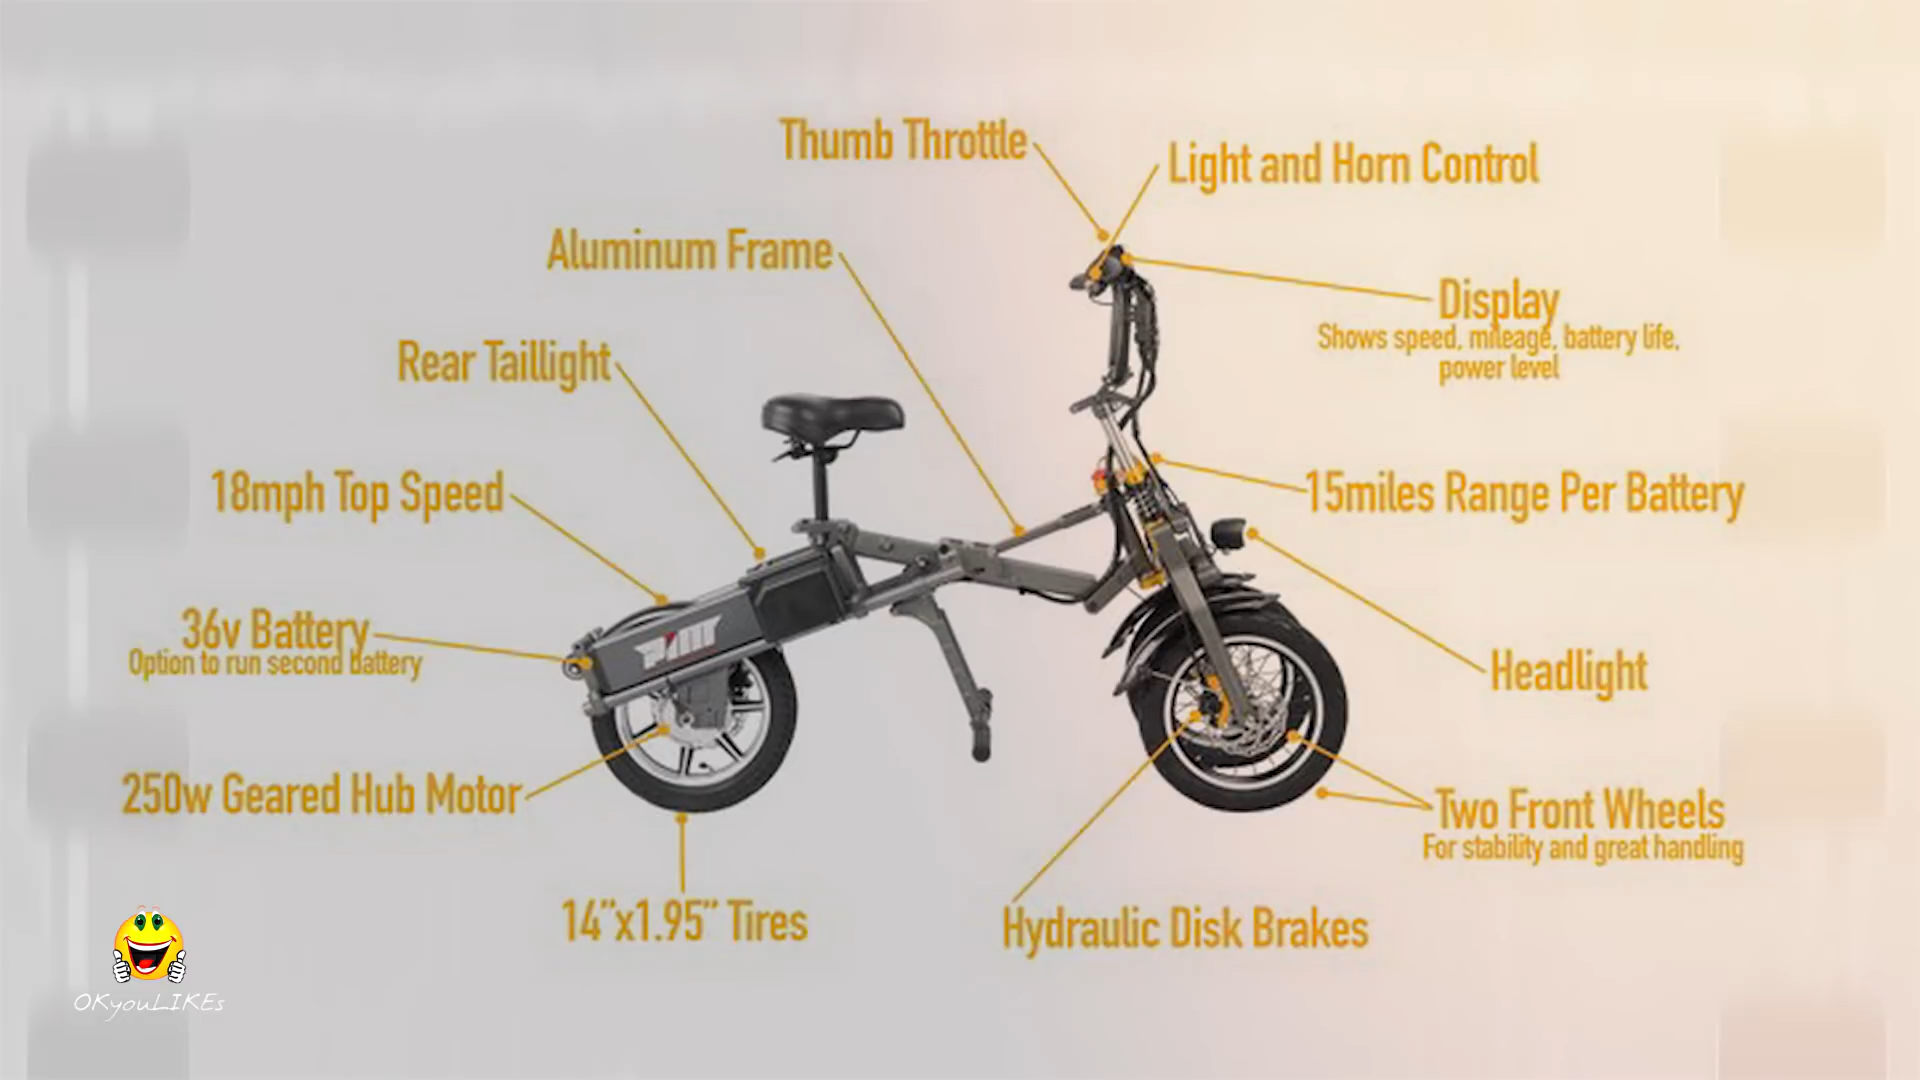 Thumb Throttle
Light and Horn Control
Aluminum Frame
Display
Shows speed, mileage, battery life,
power level
Rear Taillight
18mph Top Speed
15miles Range Per Battery
36v Battery
Option to run second battery
Headlight
250w Geared Hub Motor
Two Front Wheels
For stability and great handling
14"x1.95" Tires
Hydraulic Disk Brakes
OKyouLIKEs